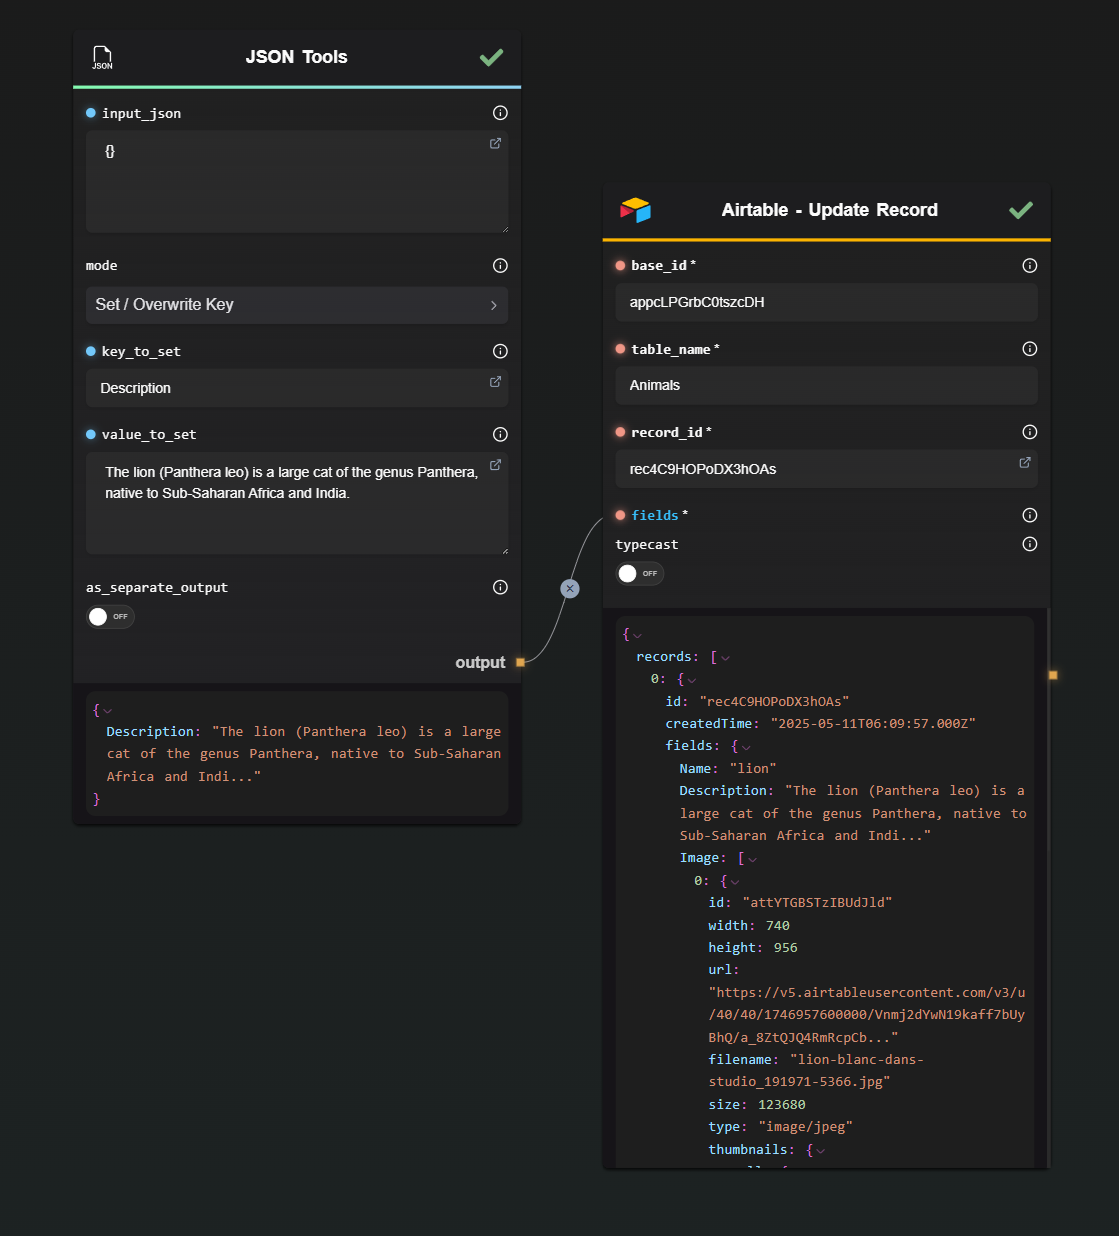 JSON
JSON Tools
input_json
{}
mode
Set / Overwrite Key
key_to_set
Description
value_to_set
The lion (Panthera leo) is a large cat of the genus Panthera,
native to Sub-Saharan Africa and India.
as_separate_output
OFF
output
{
Description: "The lion (Panthera leo) is a large
cat of the genus Panthera, native to Sub-Saharan
Africa and Indi..."
}
Airtable - Update Record
base_id*
appcLPGrbC0tszcDH
table_name*
Animals
record_id*
rec4C9HOPoDX3hOAs
fields*
typecast
OFF
{
records: [
0: {
id: "rec4C9HOPoDX3hOAs"
createdTime: "2025-05-11T06:09:57.000Z"
fields: {
Name: "lion"
Description: "The lion (Panthera leo) is a
large cat of the genus Panthera, native to
Sub-Saharan Africa and Indi..."
Image: [
0: {
id: "attYTGBSTzIBUdJld"
width: 740
height: 956
url:
"https://v5.airtableusercontent.com/v3/u
/40/40/1746957600000/Vnmj2dYwN19kaff7bUy
BhQ/a_8ZtQJQ4RmRcpCb..."
filename: "lion-blanc-dans-
studio_191971-5366.jpg"
size: 123680
type: "image/jpeg"
thumbnails: {